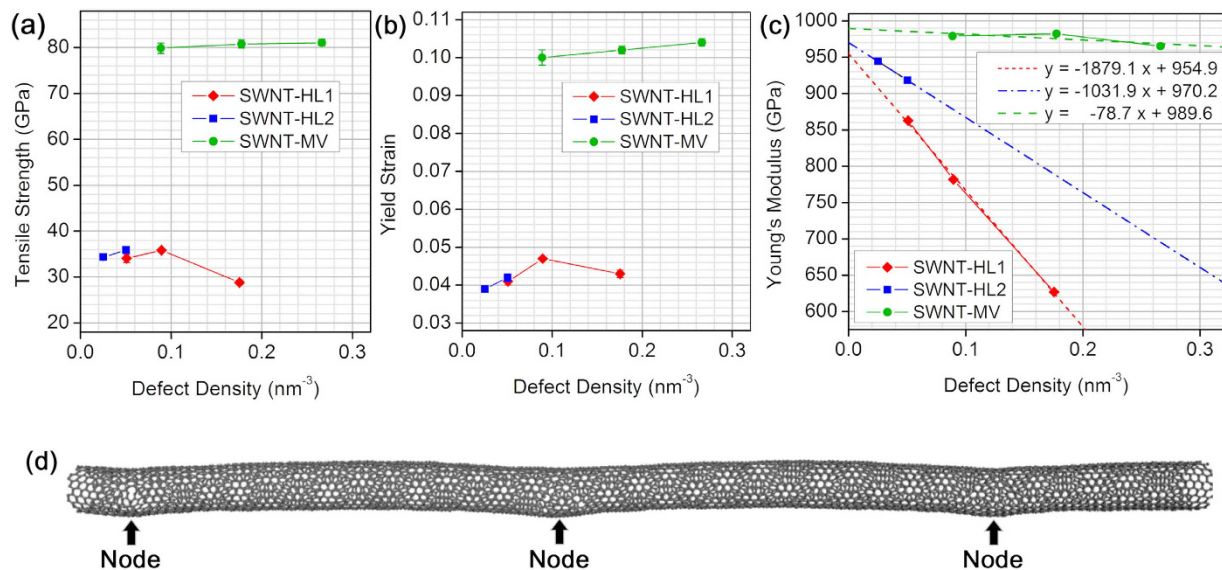 (a)
Tensile Strength (GPa)
90
80
70
60
50
40
30
20
0.0 0.1 0.2 0.3
Defect Density (nm⁻³)
SWNT-HL1
SWNT-HL2
SWNT-MV
(b)
Yield Strain
0.11
0.10
0.09
0.08
0.07
0.06
0.05
0.04
0.03
0.0 0.1 0.2 0.3
Defect Density (nm⁻³)
SWNT-HL1
SWNT-HL2
SWNT-MV
(c)
Young's Modulus (GPa)
1000
950
900
850
800
750
700
650
600
0.0 0.1 0.2 0.3
Defect Density (nm⁻³)
y = -1879.1 x + 954.9
y = -1031.9 x + 970.2
y = -78.7 x + 989.6
SWNT-HL1
SWNT-HL2
SWNT-MV
(d)
Node Node Node